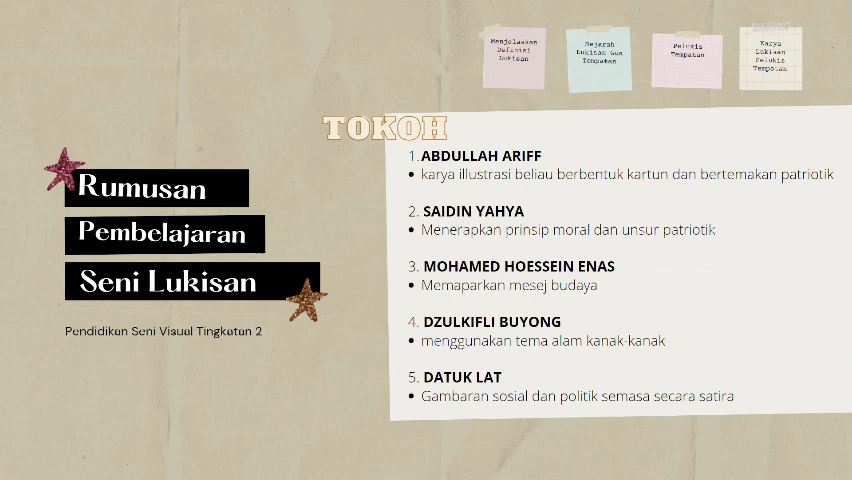 Menjelaskan
Definisi
Lukisan
Sejarah
Lukisan Gua
Tempatan
Pelukis
Tempatan
Karya
Lukisan
Pelukis
Tempatan
TOKOH
Rumusan
Pembelajaran
Seni Lukisan
Pendidikan Seni Visual Tingkatan 2
1. ABDULLAH ARIFF
• karya illustrasi beliau berbentuk kartun dan bertemakan patriotik
2. SAIDIN YAHYA
• Menerapkan prinsip moral dan unsur patriotik
3. MOHAMED HOESSEIN ENAS
• Memaparkan mesej budaya
4. DZULKIFLI BUYONG
• menggunakan tema alam kanak-kanak
5. DATUK LAT
• Gambaran sosial dan politik semasa secara satira